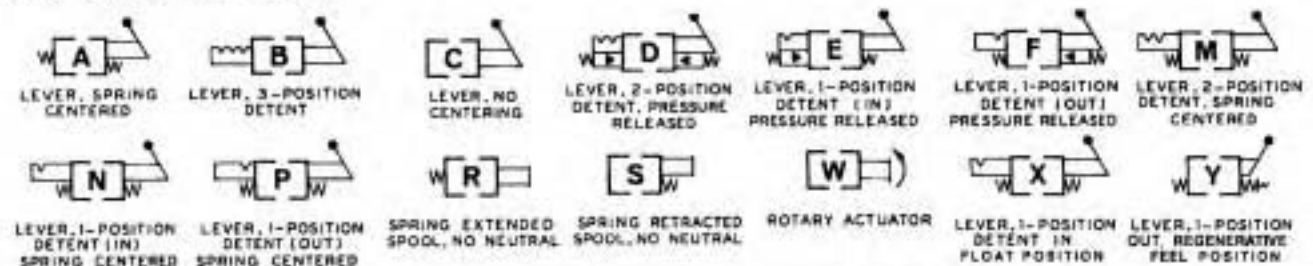 A
LEVER, SPRING
CENTERED
B
LEVER, 3-POSITION
DETENT
C
LEVER, NO
CENTERING
D
LEVER, 2-POSITION
DETENT, PRESSURE
RELEASED
E
LEVER, 1-POSITION
DETENT (IN)
PRESSURE RELEASED
F
LEVER, 1-POSITION
DETENT (OUT)
PRESSURE RELEASED
M
LEVER, 2-POSITION
DETENT, SPRING
CENTERED
N
LEVER, 1-POSITION
DETENT (IN)
SPRING CENTERED
P
LEVER, 1-POSITION
DETENT (OUT)
SPRING CENTERED
R
SPRING EXTENDED
SPOOL, NO NEUTRAL
S
SPRING RETRACTED
SPOOL, NO NEUTRAL
W
ROTARY ACTUATOR
X
LEVER, 1-POSITION
DETENT IN
FLOAT POSITION
Y
LEVER, 1-POSITION
OUT, REGENERATIVE
FEEL POSITION